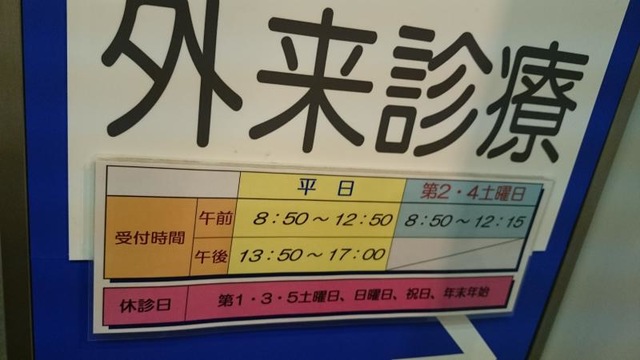 外来診療
平日 第2・4土曜日
受付時間 午前 8:50〜12:50 8:50〜12:15
午後 13:50〜17:00
休診日 第1・3・5土曜日、日曜日、祝日、年末年始